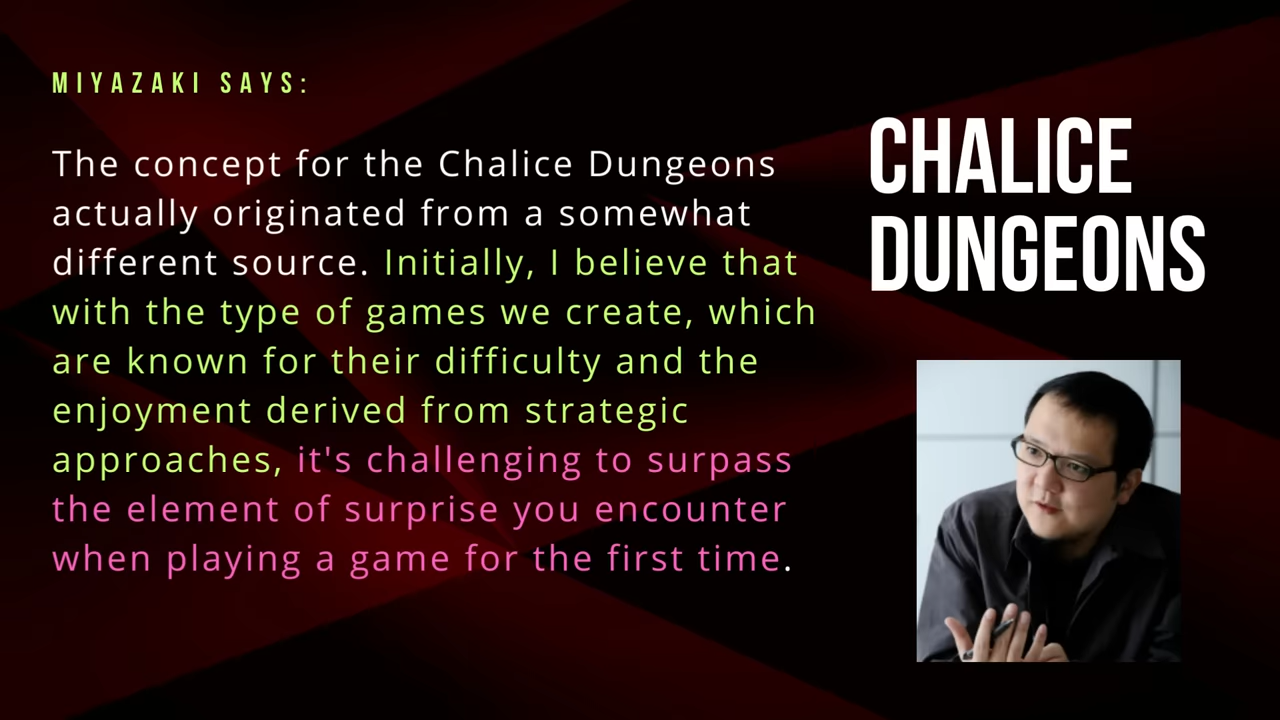 MIYAZAKI SAYS:
The concept for the Chalice Dungeons
actually originated from a somewhat
different source. Initially, I believe that
with the type of games we create, which
are known for their difficulty and the
enjoyment derived from strategic
approaches, it's challenging to surpass
the element of surprise you encounter
when playing a game for the first time.
CHALICE
DUNGEONS